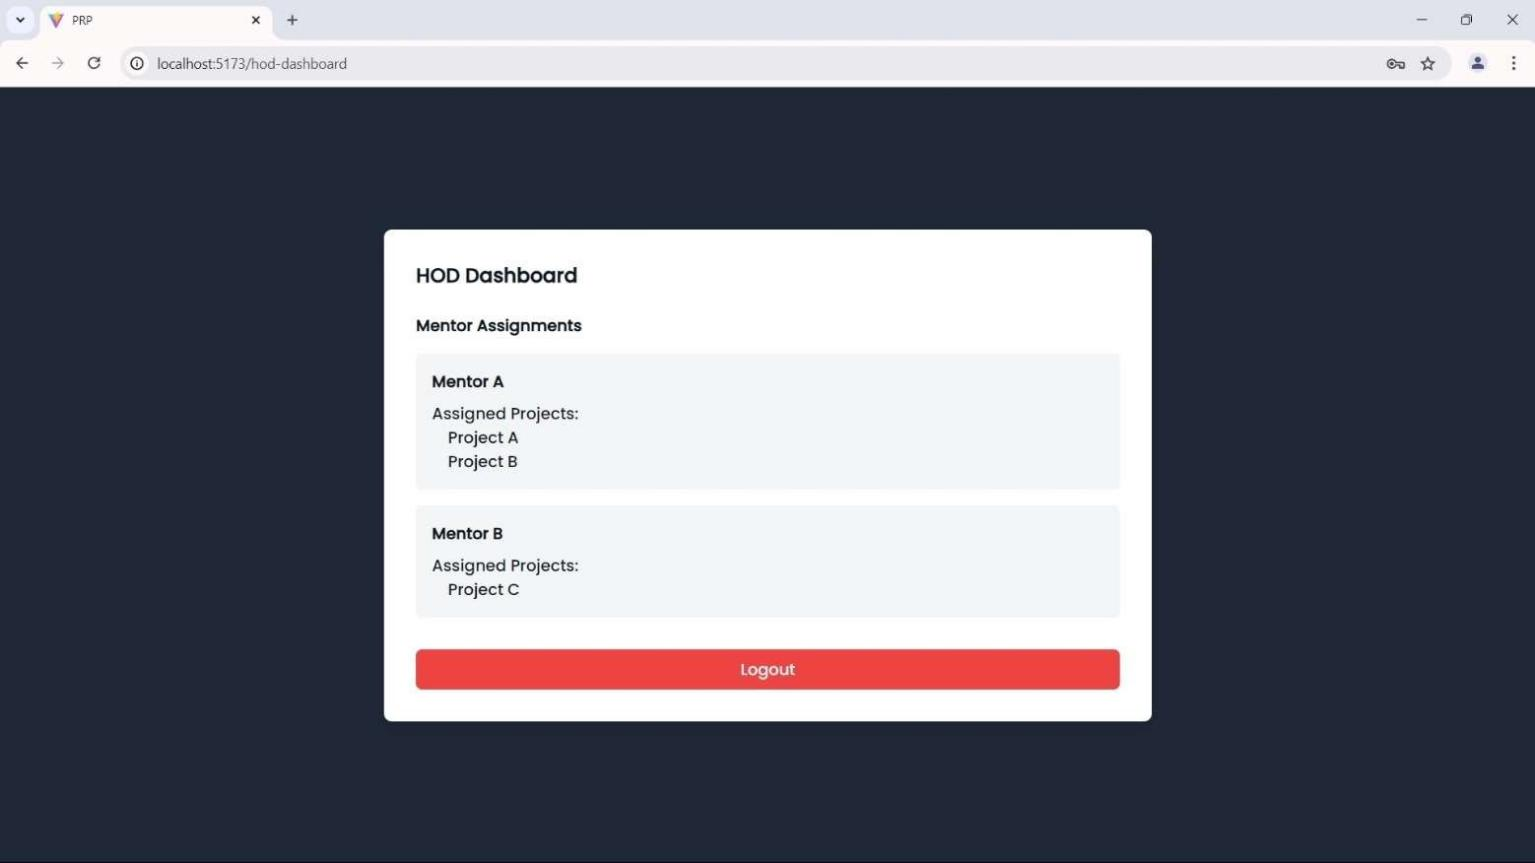 PRP
localhost:5173/hod-dashboard
HOD Dashboard
Mentor Assignments
Mentor A
Assigned Projects:
Project A
Project B
Mentor B
Assigned Projects:
Project C
Logout